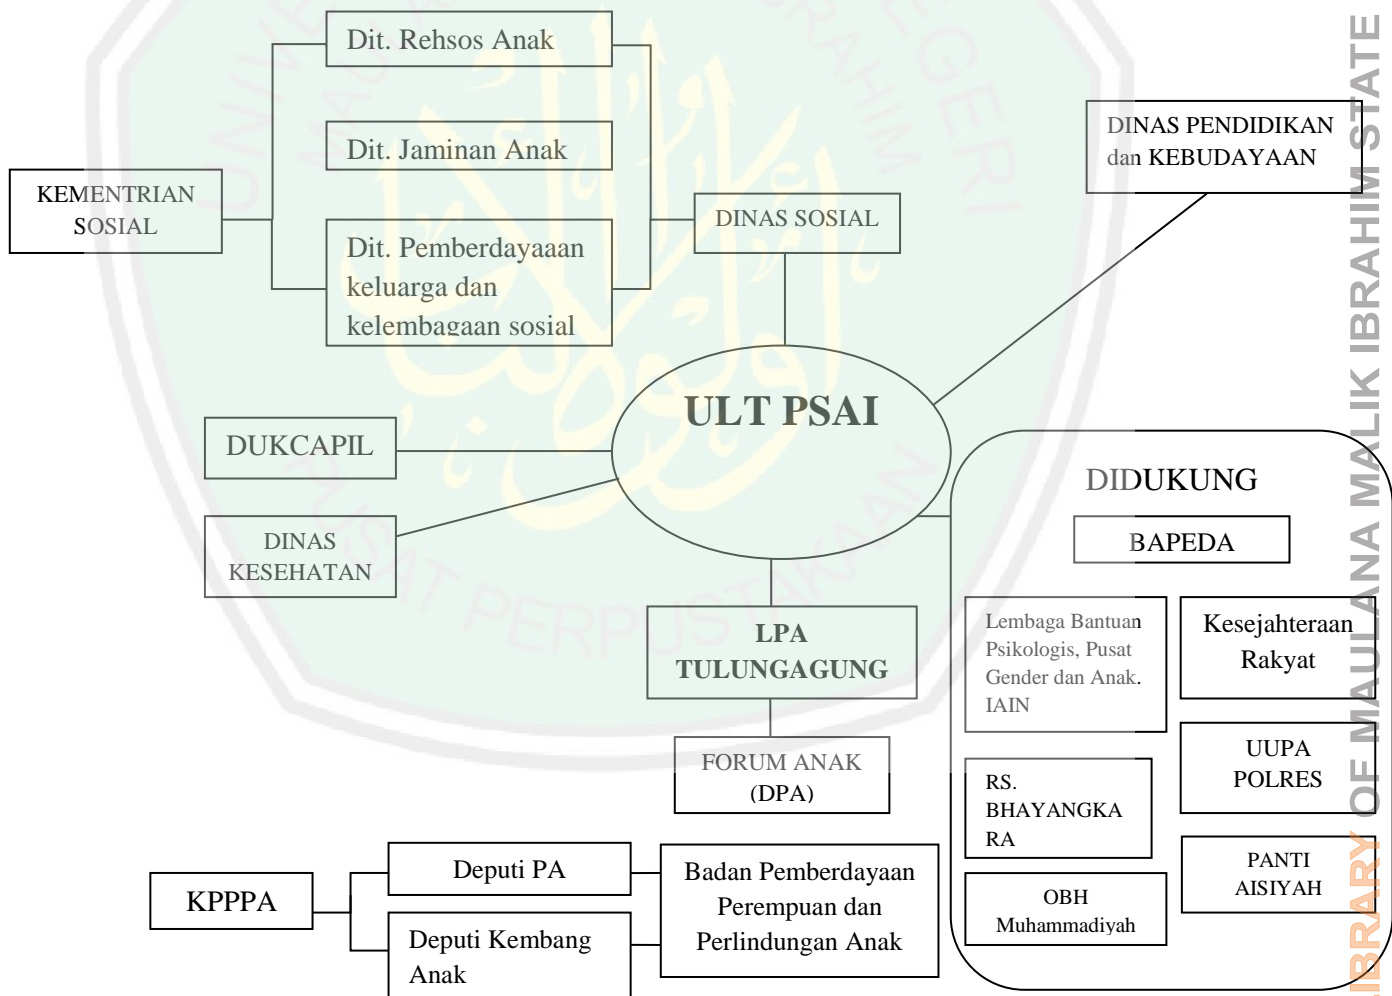 Dit. Rehsos Anak
Dit. Jaminan Anak
KEMENTRIAN
SOSIAL
Dit. Pemberdayaaan
keluarga dan
kelembagaan sosial
DINAS SOSIAL
DINAS PENDIDIKAN
dan KEBUDAYAAN
ULT PSAI
DUKCAPIL
DINAS
KESEHATAN
LPA
TULUNGAGUNG
FORUM ANAK
(DPA)
DIDUKUNG
BAPEDA
Lembaga Bantuan
Psikologis, Pusat
Gender dan Anak.
IAIN
Kesejahteraan
Rakyat
UUPA
POLRES
RS.
BHAYANGKA
RA
PANTI
AISIYAH
OBH
Muhammadiyah
KPPPA
Deputi PA
Deputi Kembang
Anak
Badan Pemberdayaan
Perempuan dan
Perlindungan Anak
PUSAT PERPUSTAKAAN
LIBRARY OF MAULANA MALIK IBRAHIM STATE